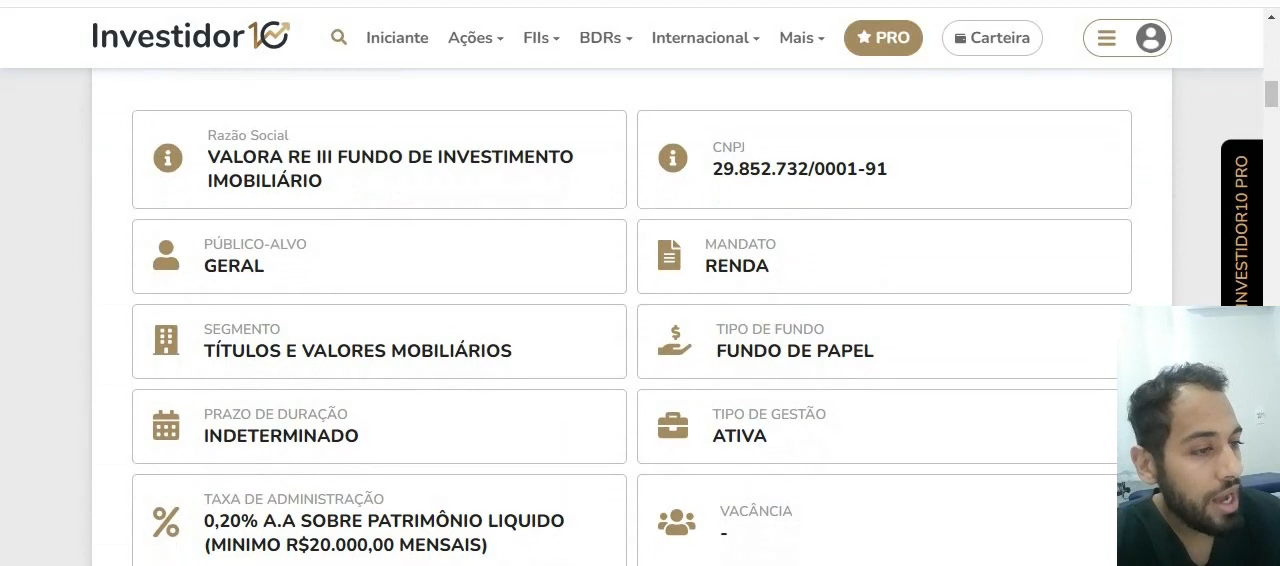 Investidor10
Iniciante
Ações
FIIs
BDRs
Internacional
Mais
PRO
Carteira
Razão Social
VALORA RE III FUNDO DE INVESTIMENTO
IMOBILIÁRIO
CNPJ
29.852.732/0001-91
PÚBLICO-ALVO
GERAL
MANDATO
RENDA
SEGMENTO
TÍTULOS E VALORES MOBILIÁRIOS
TIPO DE FUNDO
FUNDO DE PAPEL
PRAZO DE DURAÇÃO
INDETERMINADO
TIPO DE GESTÃO
ATIVA
TAXA DE ADMINISTRAÇÃO
0,20% A.A SOBRE PATRIMÔNIO LIQUIDO
(MINIMO R$20.000,00 MENSAIS)
VACÂNCIA
-
INVESTIDOR10 PRO